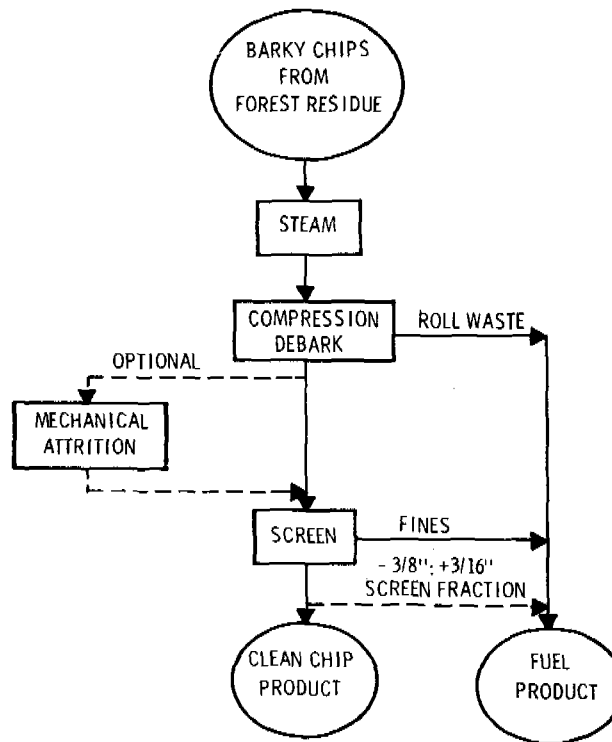 BARKY CHIPS
FROM
FOREST RESIDUE
STEAM
COMPRESSION
DEBARK
ROLL WASTE
OPTIONAL
MECHANICAL
ATTRITION
SCREEN
FINES
- 3/8"; +3/16"
SCREEN FRACTION
CLEAN CHIP
PRODUCT
FUEL
PRODUCT